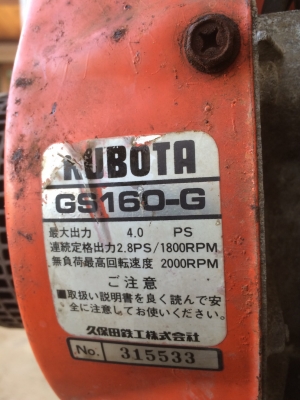 KUBOTA
GS160-G
最大出力 4.0 PS
連続定格出力2.8PS/1800RPM
無負荷最高回転速度 2000RPM
ご注意
■取扱い説明書を良く読んで安
全に注意してお使いください。
久保田鉄工株式会社
No. 315533